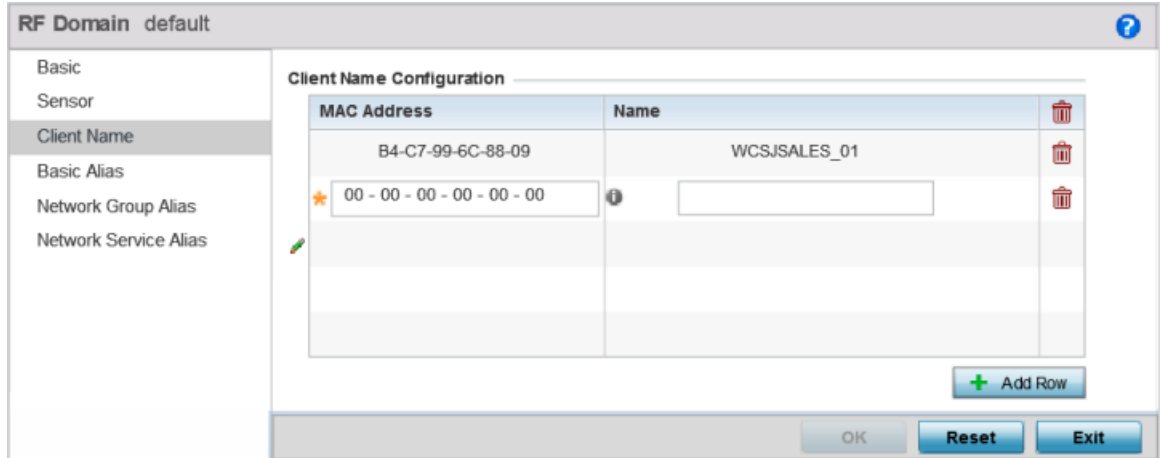 RF Domain default
?
Basic
Sensor
Client Name
Basic Alias
Network Group Alias
Network Service Alias
Client Name Configuration
MAC Address Name
B4-C7-99-6C-88-09 WCSJSALES_01
* 00 - 00 - 00 - 00 - 00 - 00
+ Add Row
OK Reset Exit